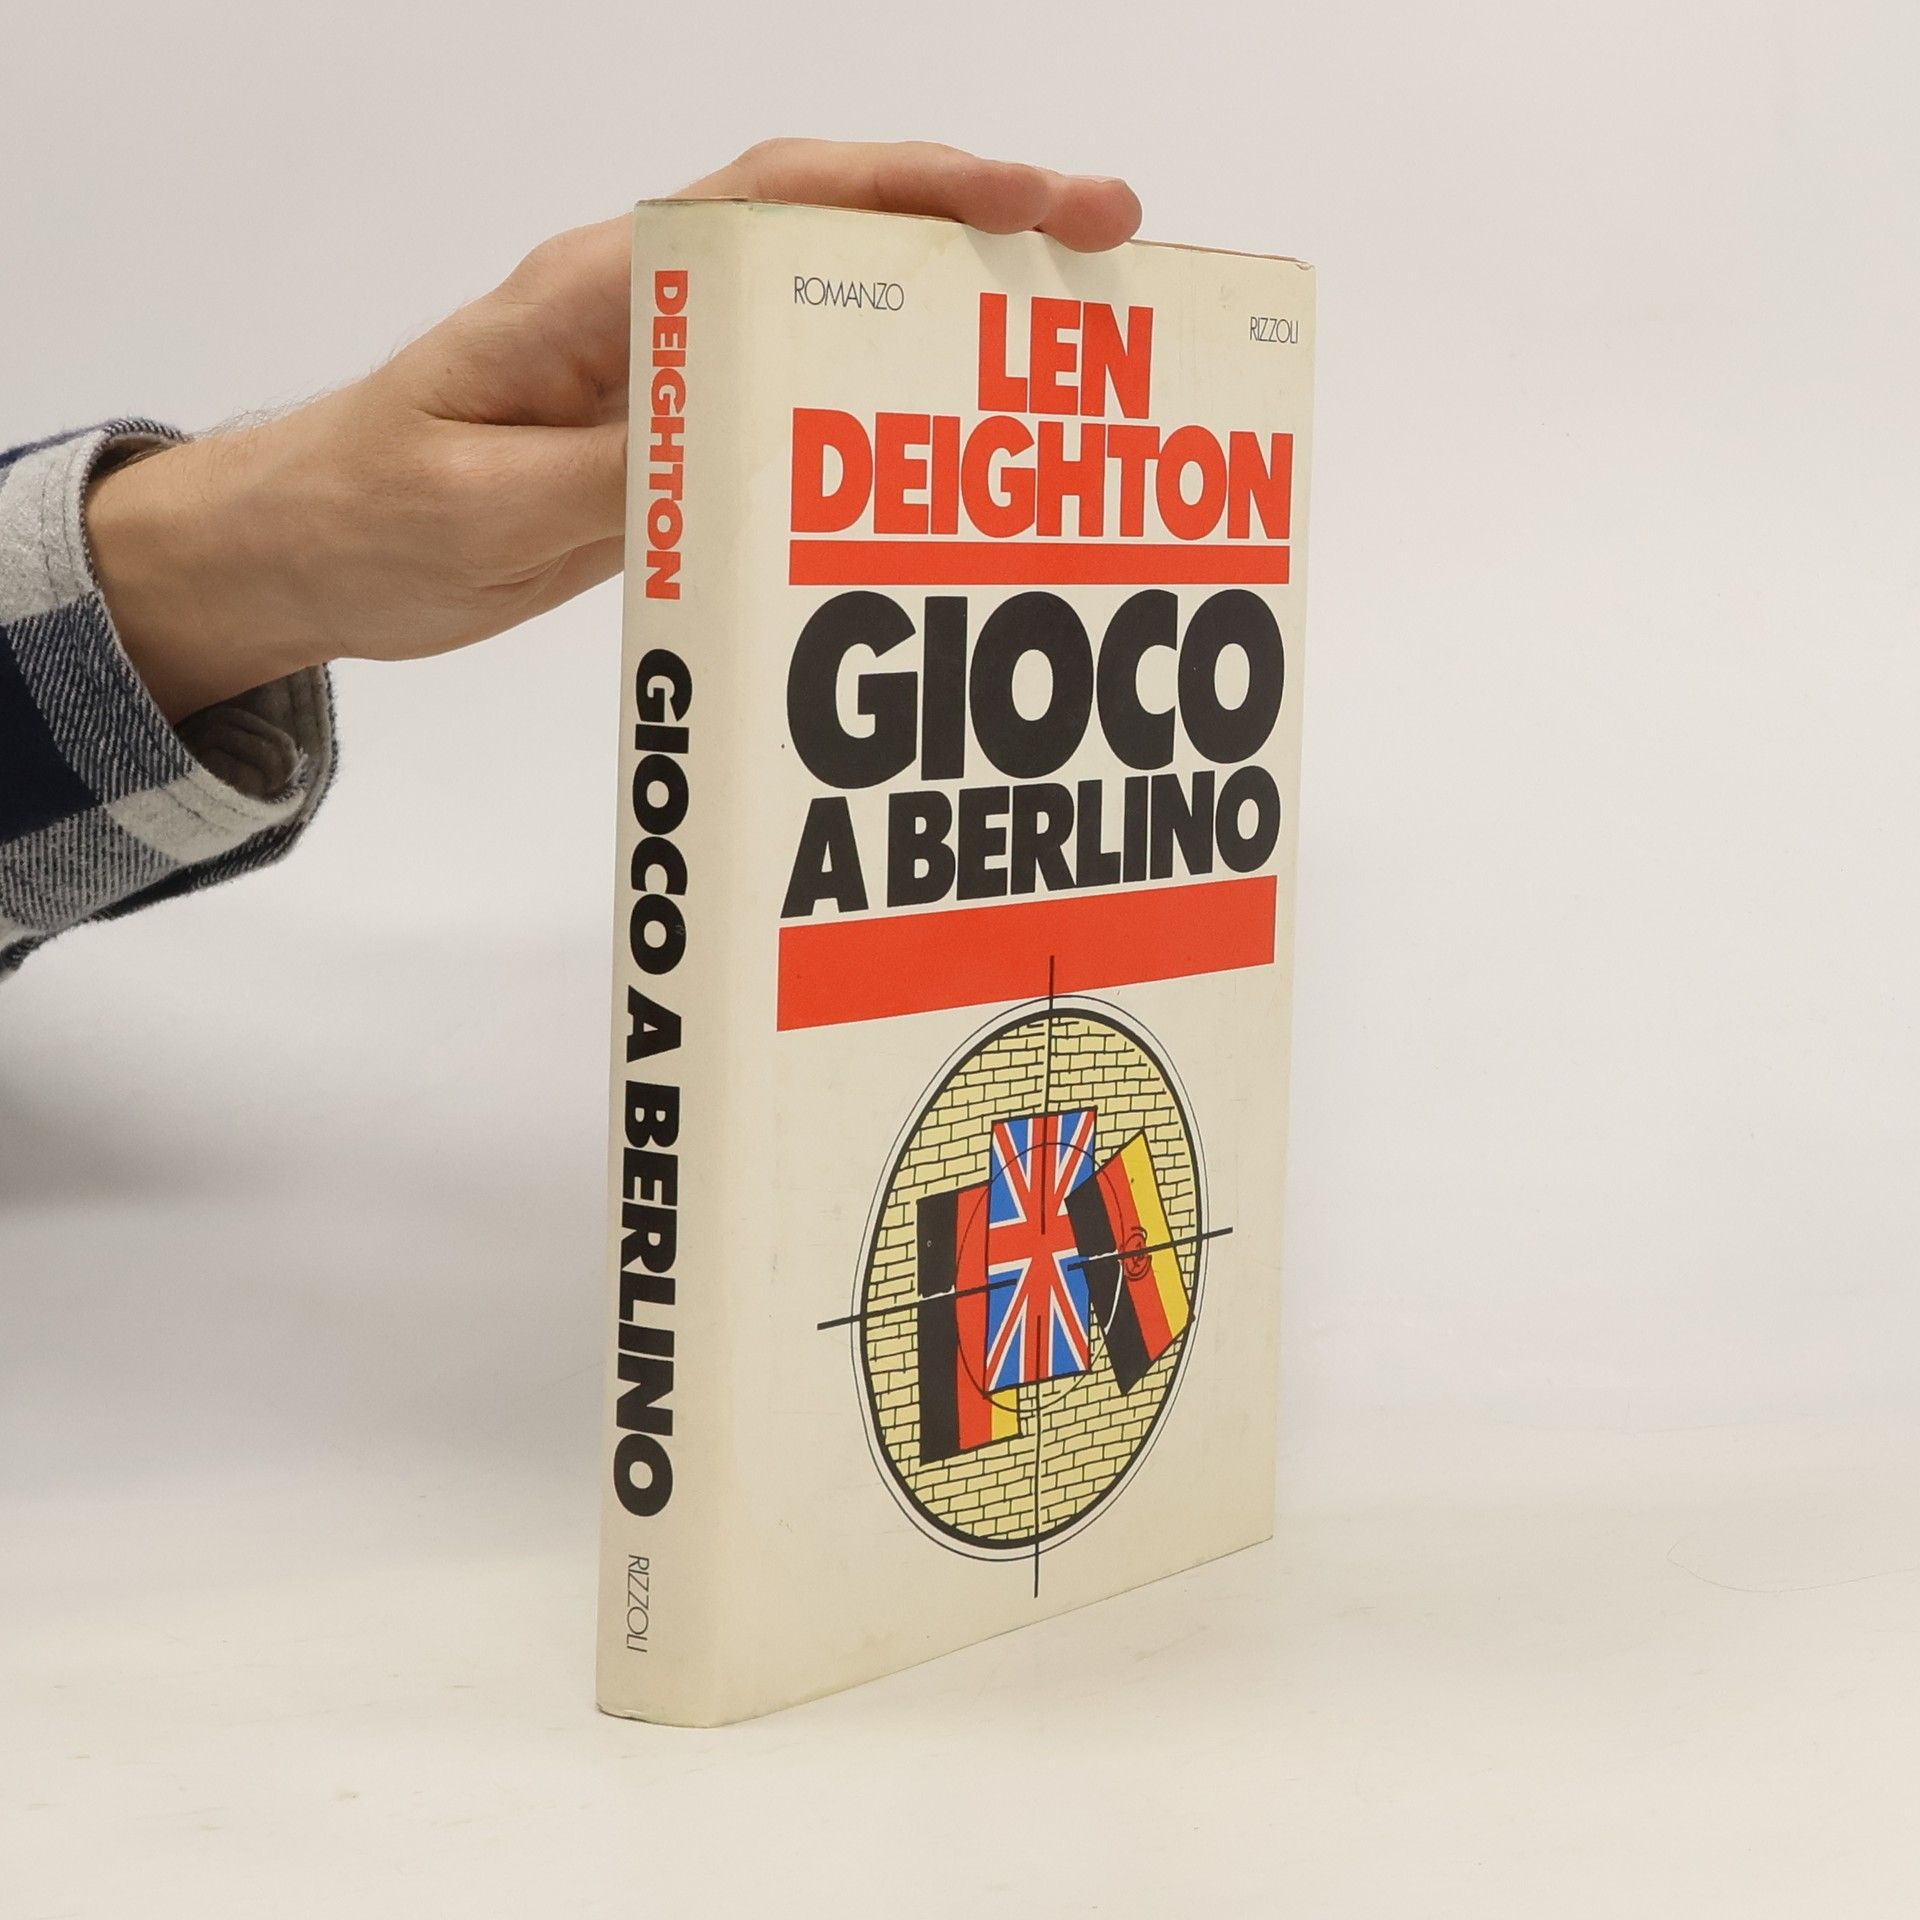 DEIGHTON GIOCO A BERLINO RIZZOLI
ROMANZO
RIZZOLI
LEN
DEIGHTON
GIOCO
A BERLINO